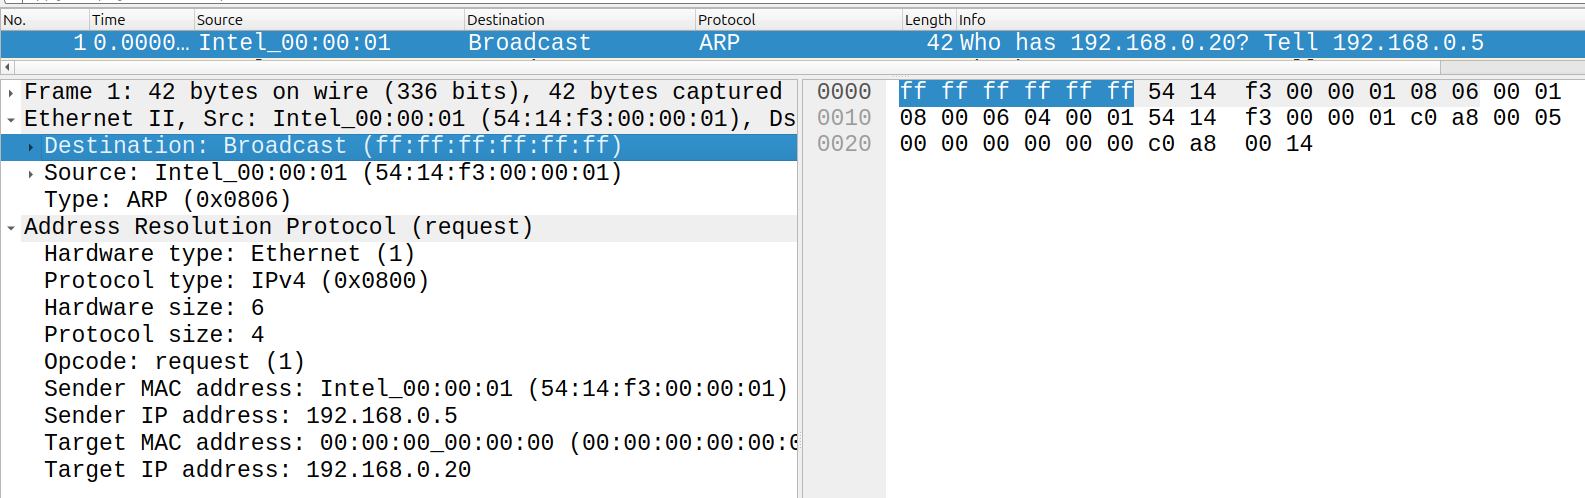 No. Time Source Destination Protocol Length Info
1 0.0000… Intel_00:00:01 Broadcast ARP 42 Who has 192.168.0.20? Tell 192.168.0.5
Frame 1: 42 bytes on wire (336 bits), 42 bytes captured
Ethernet II, Src: Intel_00:00:01 (54:14:f3:00:00:01), Ds
Destination: Broadcast (ff:ff:ff:ff:ff:ff)
Source: Intel_00:00:01 (54:14:f3:00:00:01)
Type: ARP (0x0806)
Address Resolution Protocol (request)
Hardware type: Ethernet (1)
Protocol type: IPv4 (0x0800)
Hardware size: 6
Protocol size: 4
Opcode: request (1)
Sender MAC address: Intel_00:00:01 (54:14:f3:00:00:01)
Sender IP address: 192.168.0.5
Target MAC address: 00:00:00_00:00:00 (00:00:00:00:00:0
Target IP address: 192.168.0.20
0000 ff ff ff ff ff ff 54 14 f3 00 00 01 08 06 00 01
0010 08 00 06 04 00 01 54 14 f3 00 00 01 c0 a8 00 05
0020 00 00 00 00 00 00 c0 a8 00 14